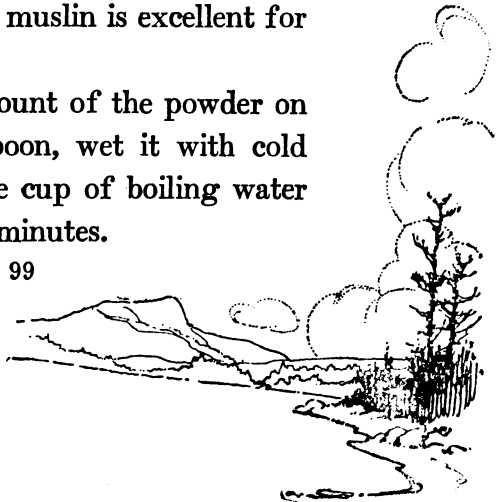 muslin is excellent for
ount of the powder on
poon, wet it with cold
e cup of boiling water
minutes.
99